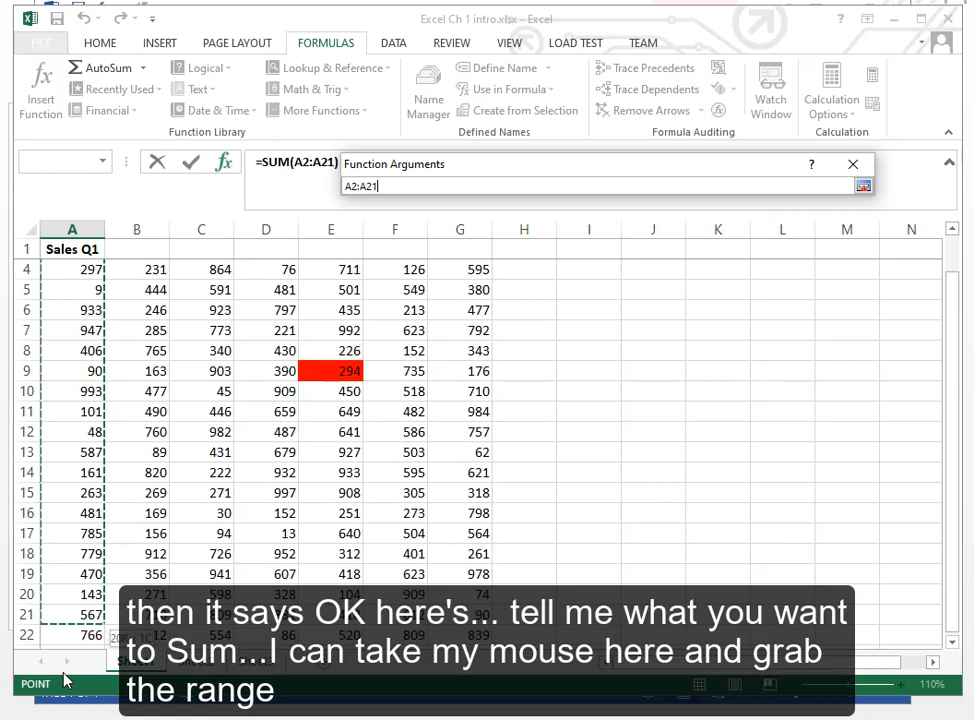 Excel Ch 1 intro.xlsx - Excel
FILE HOME INSERT PAGE LAYOUT FORMULAS DATA REVIEW VIEW LOAD TEST TEAM
AutoSum Logical Lookup & Reference Define Name Trace Precedents
Recently Used Text Math & Trig Use in Formula Trace Dependents
Financial Date & Time More Functions Create from Selection Remove Arrows
Insert Function Name Manager Watch Window Calculation Options
Function Library Defined Names Formula Auditing Calculation
=SUM(A2:A21) Function Arguments
A2:A21
A B C D E F G H I J K L M N
1 Sales Q1
4 297 231 864 76 711 126 595
5 9 444 591 481 501 549 380
6 933 246 923 797 435 213 477
7 947 285 773 221 992 623 792
8 406 765 340 430 226 152 343
9 90 163 903 390 294 735 176
10 993 477 45 909 450 518 710
11 101 490 446 659 649 482 984
12 48 760 982 487 641 586 757
13 587 89 431 679 927 503 62
14 161 820 222 932 933 595 621
15 263 269 271 997 908 305 318
16 481 169 30 152 251 273 798
17 785 156 94 13 640 504 564
18 779 912 726 952 312 401 261
19 470 356 941 607 418 623 978
20 143 271 598 108 104 909 74
21 567 90
22 766 12 554 86 520 809 839
20R x 1C
then it says OK here's... tell me what you want
to Sum...I can take my mouse here and grab
the range
POINT 110%